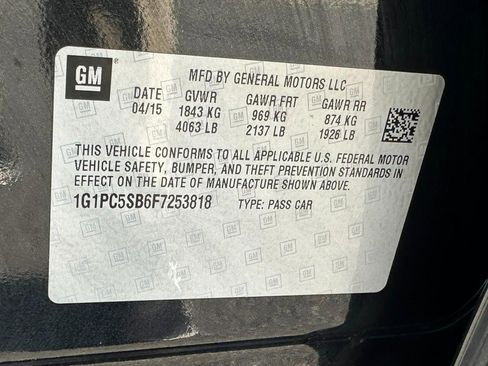 GM
MFD BY GENERAL MOTORS LLC
DATE GVWR GAWR FRT GAWR RR
04/15 1843 KG 969 KG 874 KG
4063 LB 2137 LB 1926 LB
THIS VEHICLE CONFORMS TO ALL APPLICABLE U.S. FEDERAL MOTOR
VEHICLE SAFETY, BUMPER, AND THEFT PREVENTION STANDARDS IN
EFFECT ON THE DATE OF MANUFACTURE SHOWN ABOVE.
1G1PC5SB6F7253818 TYPE: PASS CAR